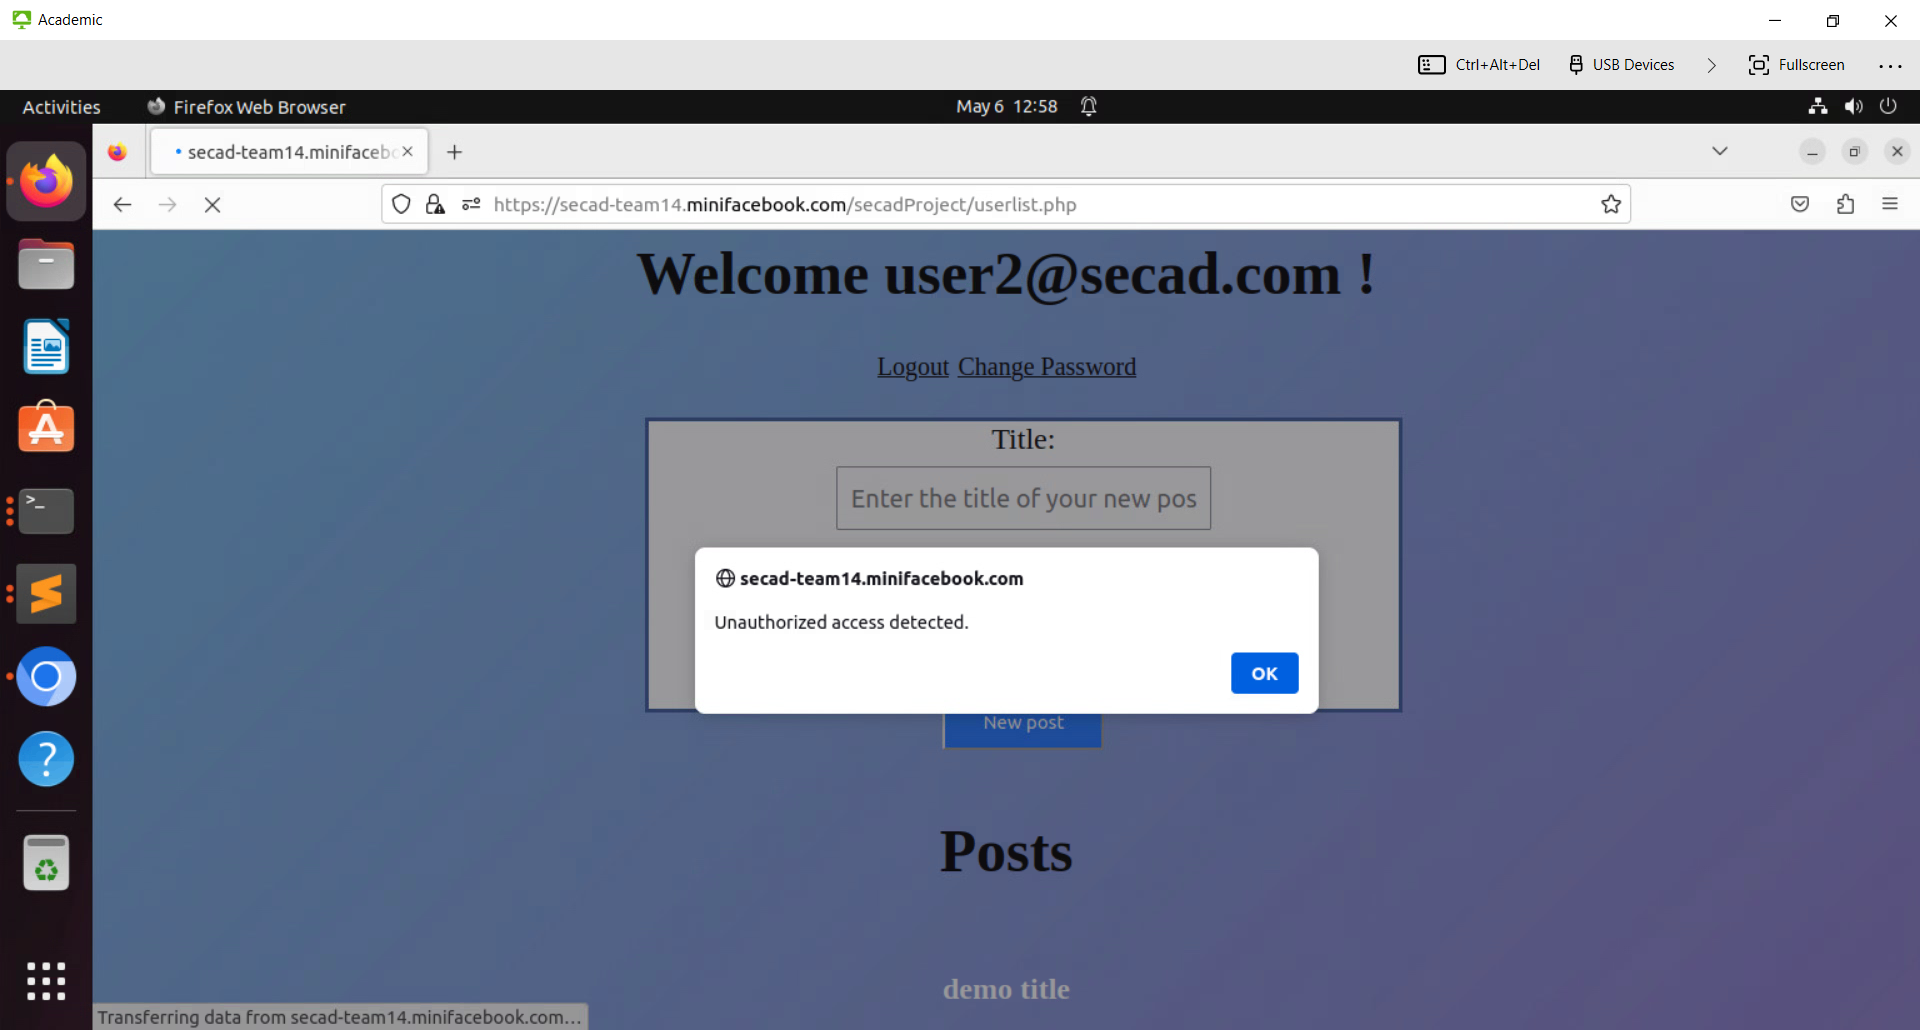 Academic
Ctrl+Alt+Del USB Devices Fullscreen
Activities Firefox Web Browser May 6 12:58
secad-team14.minifacebo
https://secad-team14.minifacebook.com/secadProject/userlist.php
Welcome user2@secad.com !
Logout Change Password
Title:
Enter the title of your new pos
secad-team14.minifacebook.com
Unauthorized access detected.
OK
New post
Posts
demo title
Transferring data from secad-team14.minifacebook.com...